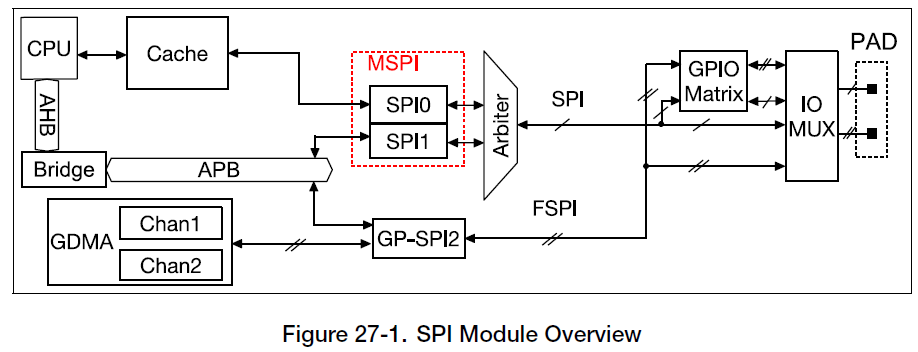 CPU
Cache
MSPI
SPI0
SPI1
Arbiter
SPI
GPIO
Matrix
IO
MUX
PAD
AHB
Bridge
APB
GDMA
Chan1
Chan2
GP-SPI2
FSPI
Figure 27-1. SPI Module Overview